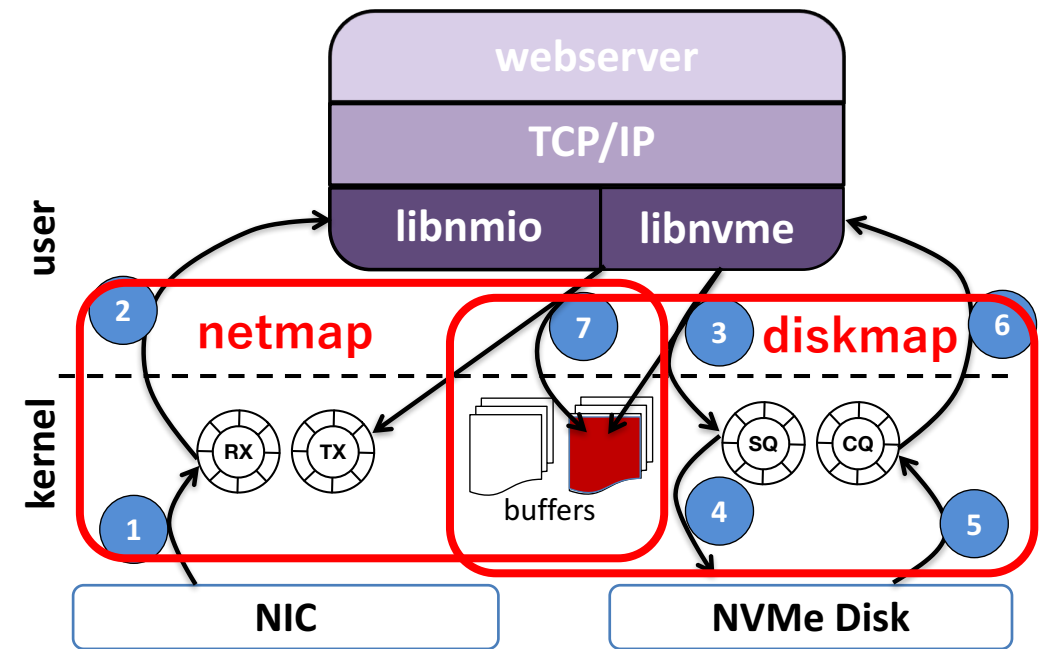 webserver
TCP/IP
libnmio
libnvme
user
2
7
3
6
netmap
diskmap
kernel
RX
TX
SQ
CQ
buffers
1
4
5
NIC
NVMe Disk